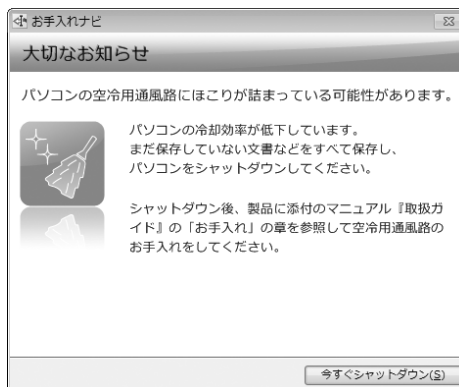 お手入れナビ
大切なお知らせ
パソコンの空冷用通風路にほこりが詰まっている可能性があります。
パソコンの冷却効率が低下しています。
まだ保存していない文書などをすべて保存し、
パソコンをシャットダウンしてください。
シャットダウン後、製品に添付のマニュアル『取扱ガ
イド』の「お手入れ」の章を参照して空冷用通風路の
お手入れをしてください。
今すぐシャットダウン(S)